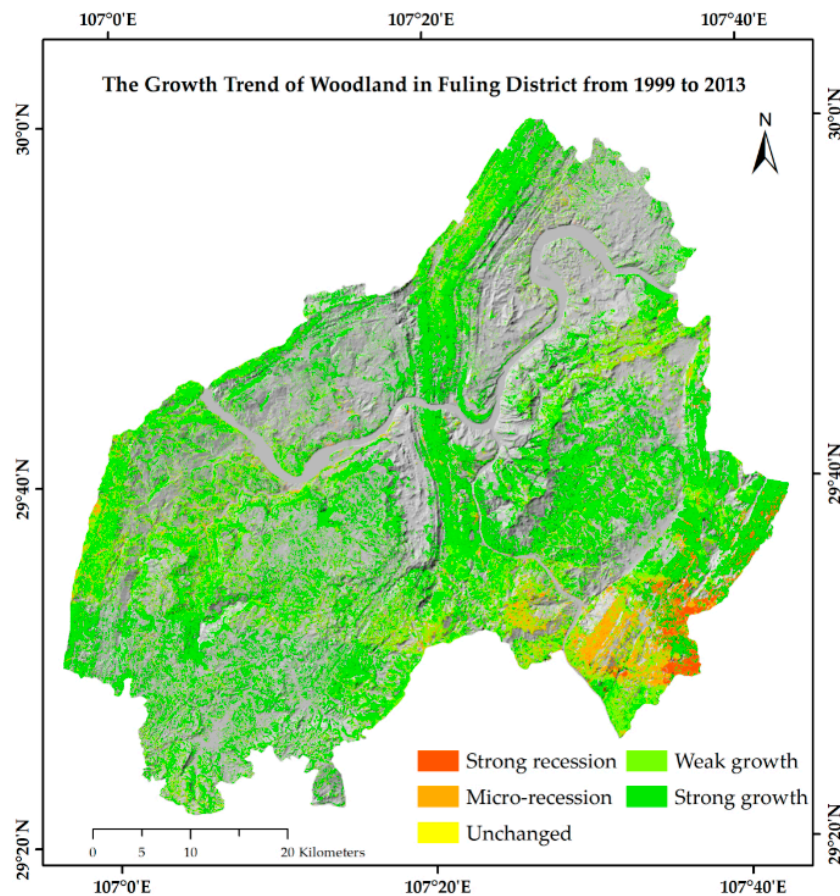 107°0'E 107°20'E 107°40'E
The Growth Trend of Woodland in Fuling District from 1999 to 2013
N
30°0'N 30°0'N
29°40'N 29°40'N
29°20'N 29°20'N
Strong recession Weak growth
Micro-recession Strong growth
Unchanged
0 5 10 20 Kilometers
107°0'E 107°20'E 107°40'E